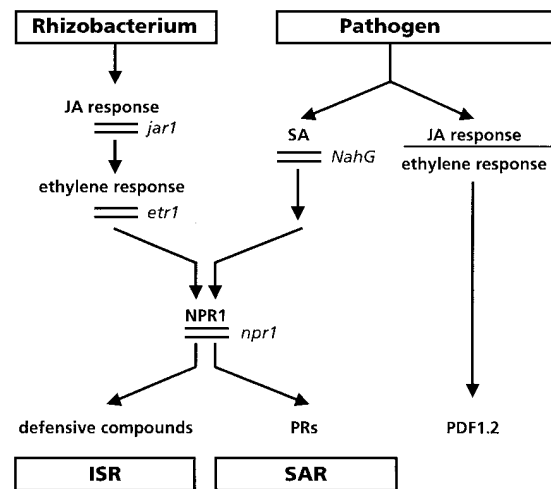 Rhizobacterium
Pathogen
JA response
jar1
SA
NahG
JA response
ethylene response
ethylene response
etr1
NPR1
npr1
defensive compounds
PRs
PDF1.2
ISR
SAR